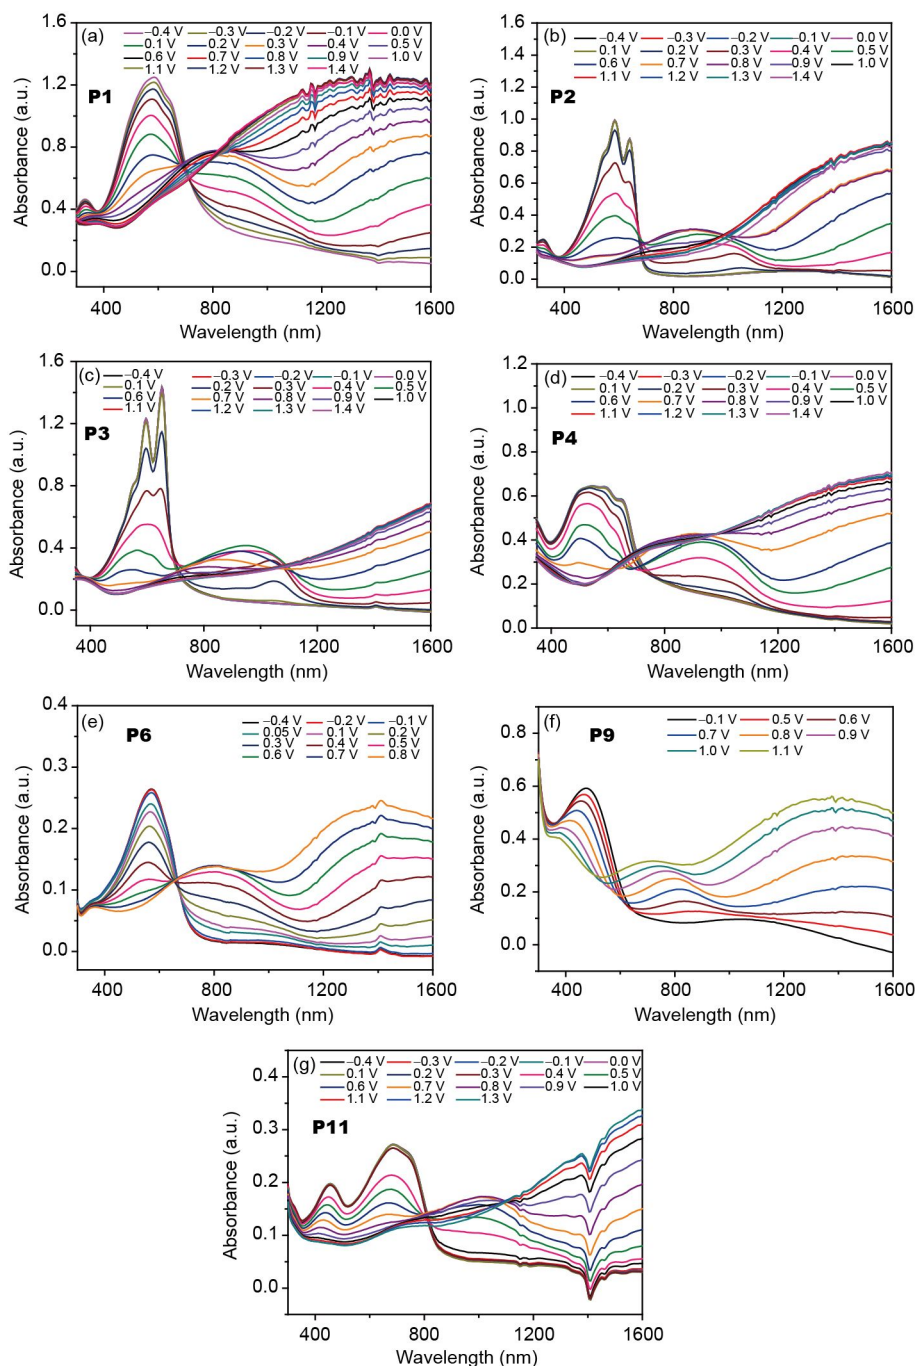 (a)
−0.4 V −0.3 V −0.2 V −0.1 V 0.0 V
0.1 V 0.2 V 0.3 V 0.4 V 0.5 V
0.6 V 0.7 V 0.8 V 0.9 V 1.0 V
1.1 V 1.2 V 1.3 V 1.4 V
P1
1.6
1.2
0.8
0.4
0.0
Absorbance (a.u.)
400 800 1200 1600
Wavelength (nm)
(b)
−0.4 V −0.3 V −0.2 V −0.1 V 0.0 V
0.1 V 0.2 V 0.3 V 0.4 V 0.5 V
0.6 V 0.7 V 0.8 V 0.9 V 1.0 V
1.1 V 1.2 V 1.3 V 1.4 V
P2
1.6
1.4
1.2
1.0
0.8
0.6
0.4
0.2
0.0
Absorbance (a.u.)
400 800 1200 1600
Wavelength (nm)
(c)
−0.4 V −0.3 V −0.2 V −0.1 V 0.0 V
0.1 V 0.2 V 0.3 V 0.4 V 0.5 V
0.6 V 0.7 V 0.8 V 0.9 V 1.0 V
1.1 V 1.2 V 1.3 V 1.4 V
P3
1.6
1.2
0.8
0.4
0.0
Absorbance (a.u.)
400 800 1200 1600
Wavelength (nm)
(d)
−0.4 V −0.3 V −0.2 V −0.1 V 0.0 V
0.1 V 0.2 V 0.3 V 0.4 V 0.5 V
0.6 V 0.7 V 0.8 V 0.9 V 1.0 V
1.1 V 1.2 V 1.3 V 1.4 V
P4
1.2
1.0
0.8
0.6
0.4
0.2
0.0
Absorbance (a.u.)
400 800 1200 1600
Wavelength (nm)
(e)
P6
−0.4 V −0.2 V −0.1 V
0.05 V 0.1 V 0.2 V
0.3 V 0.4 V 0.5 V
0.6 V 0.7 V 0.8 V
0.4
0.3
0.2
0.1
0.0
Absorbance (a.u.)
400 800 1200 1600
Wavelength (nm)
(f)
P9
−0.1 V 0.5 V 0.6 V
0.7 V 0.8 V 0.9 V
1.0 V 1.1 V
0.8
0.6
0.4
0.2
0.0
Absorbance (a.u.)
400 800 1200 1600
Wavelength (nm)
(g)
−0.4 V −0.3 V −0.2 V −0.1 V 0.0 V
0.1 V 0.2 V 0.3 V 0.4 V 0.5 V
0.6 V 0.7 V 0.8 V 0.9 V 1.0 V
1.1 V 1.2 V 1.3 V
P11
0.4
0.3
0.2
0.1
0.0
Absorbance (a.u.)
400 800 1200 1600
Wavelength (nm)